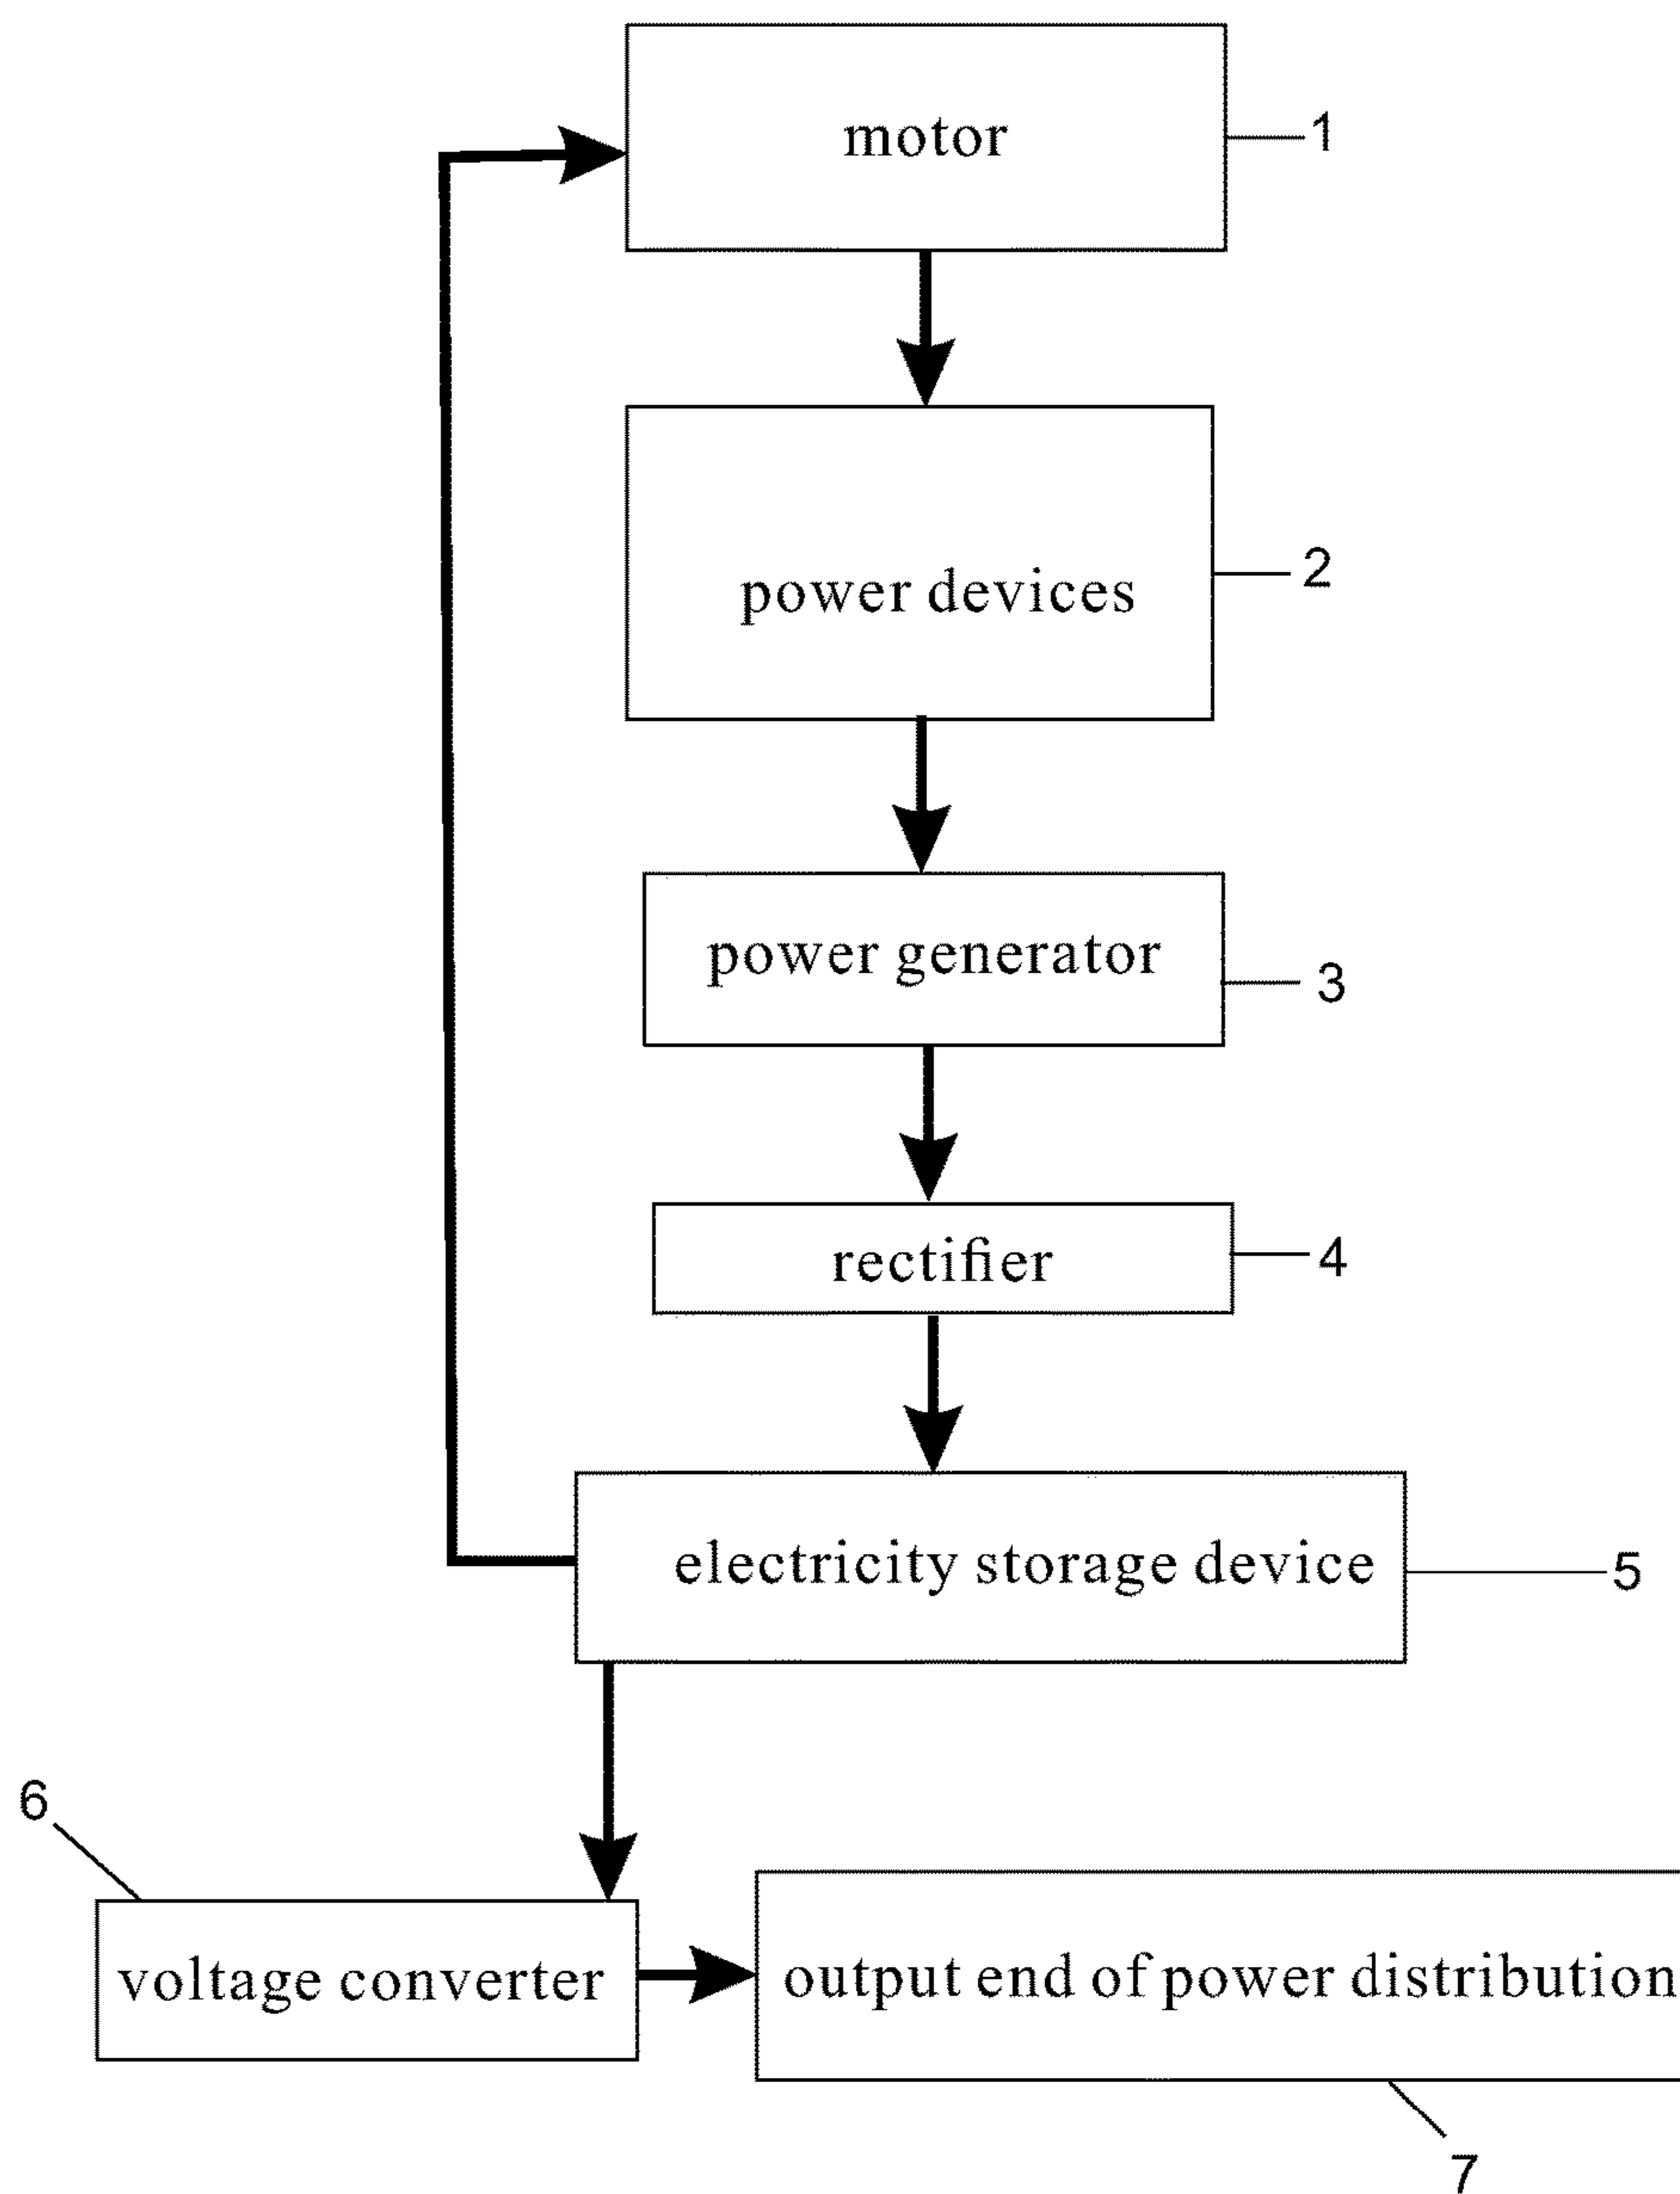 motor
1
power devices
2
power generator
3
rectifier
4
electricity storage device
5
6
voltage converter
output end of power distribution
7